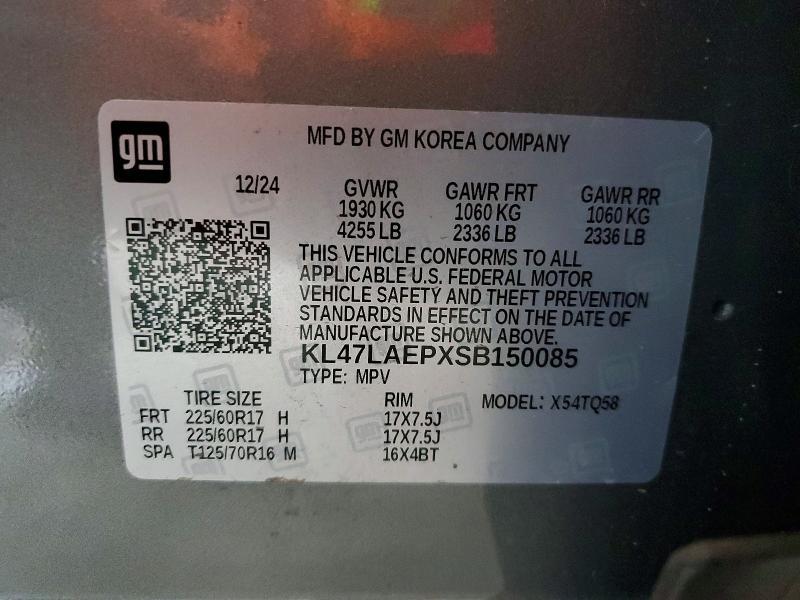 gm
MFD BY GM KOREA COMPANY
12/24 GVWR GAWR FRT GAWR RR
1930 KG 1060 KG 1060 KG
4255 LB 2336 LB 2336 LB
THIS VEHICLE CONFORMS TO ALL
APPLICABLE U.S. FEDERAL MOTOR
VEHICLE SAFETY AND THEFT PREVENTION
STANDARDS IN EFFECT ON THE DATE OF
MANUFACTURE SHOWN ABOVE.
KL47LAEPXSB150085
TYPE: MPV
TIRE SIZE RIM MODEL: X54TQ58
FRT 225/60R17 H 17X7.5J
RR 225/60R17 H 17X7.5J
SPA T125/70R16 M 16X4BT